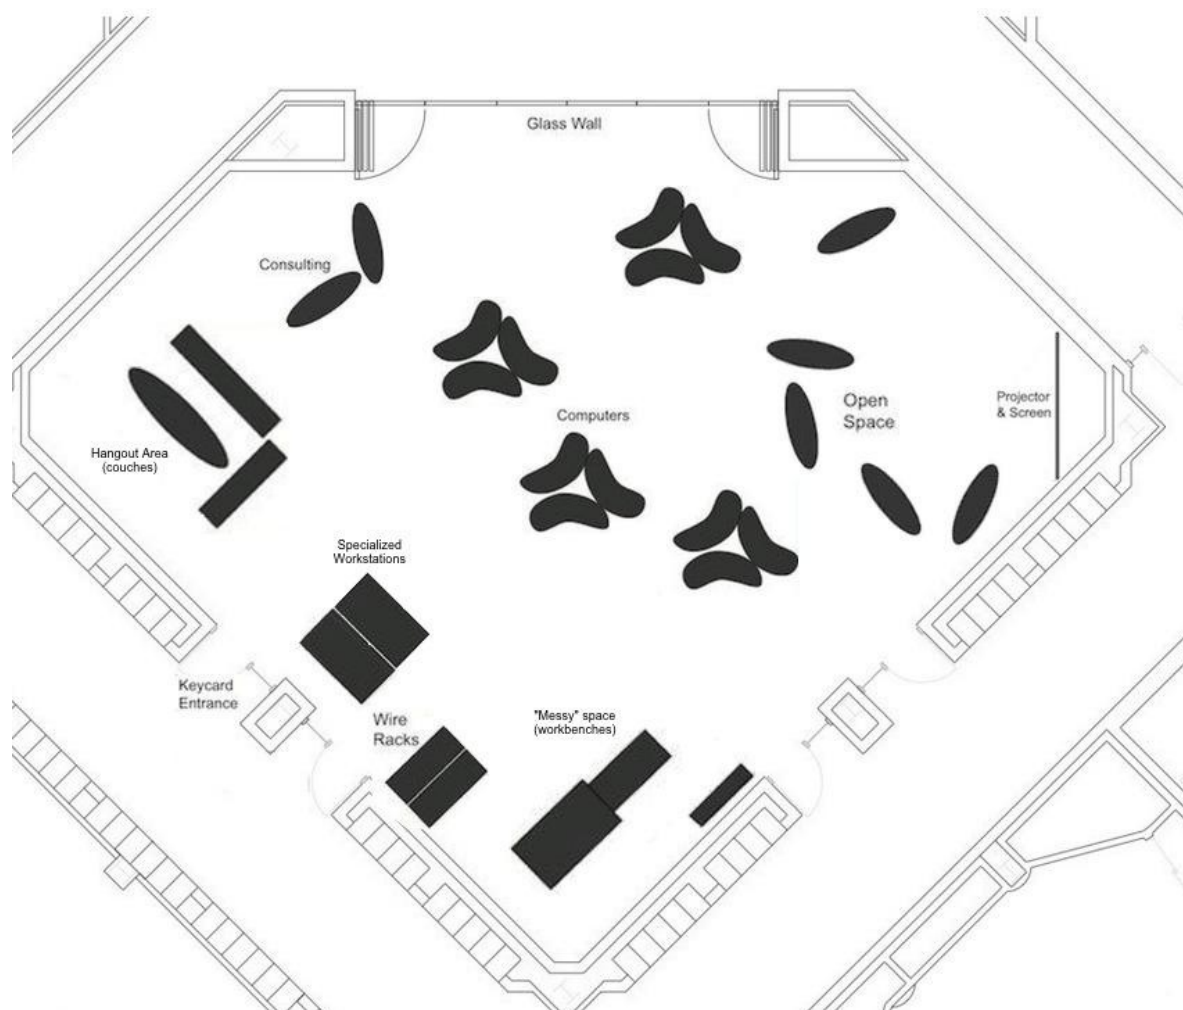 Glass Wall
Consulting
Computers
Open
Space
Projector
& Screen
Hangout Area
(couches)
Specialized
Workstations
Keycard
Entrance
Wire
Racks
"Messy" space
(workbenches)